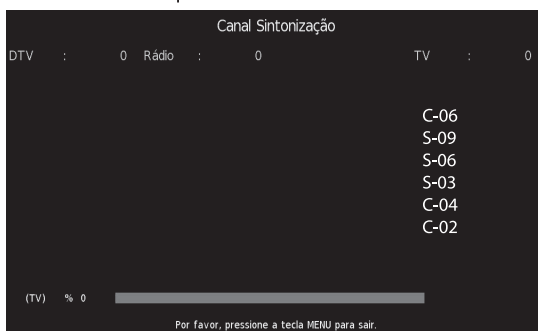 Canal Sintonização
DTV : 0 Rádio : 0 TV : 0
C-06
S-09
S-06
S-03
C-04
C-02
(TV) % 0
Por favor, pressione a tecla MENU para sair.